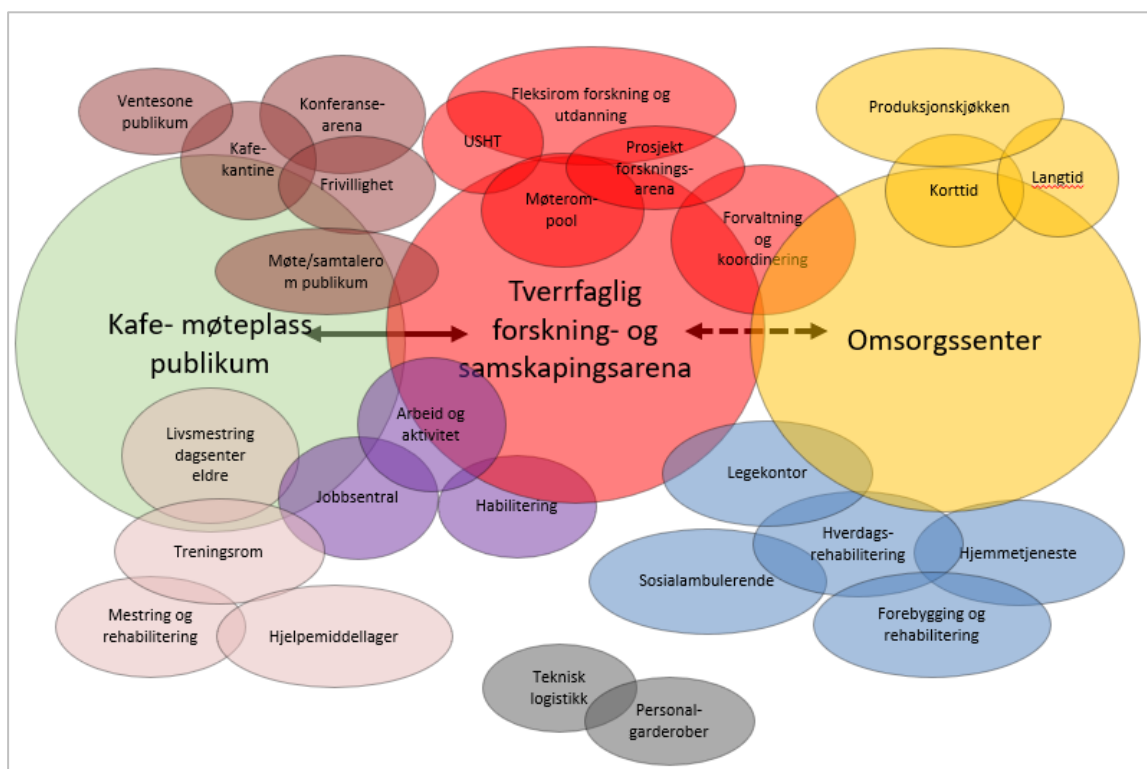 Ventesone
publikum
Konferanse-
arena
Kafe-
kantine
Frivillighet
Møte/samtalero
m publikum
Fleksirom forskning og
utdanning
USHT
Prosjekt
forsknings-
arena
Møterom-
pool
Forvaltning
og
koordinering
Produksjonskjøkken
Korttid
Langtid
Kafe- møteplass
publikum
Tverrfaglig
forskning- og
samskapingsarena
Omsorgssenter
Livsmestring
dagsenter
eldre
Arbeid og
aktivitet
Jobbsentral
Habilitering
Treningsrom
Mestring og
rehabilitering
Hjelpemiddellager
Legekontor
Hverdags-
rehabilitering
Hjemmetjeneste
Sosialambulerende
Forebygging og
rehabilitering
Teknisk
logistikk
Personal-
garderober